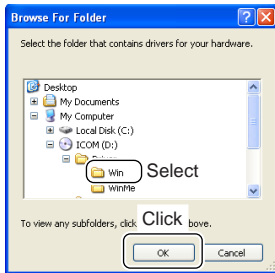 Browse For Folder
Select the folder that contains drivers for your hardware.
Desktop
My Documents
My Computer
Local Disk (C:)
ICOM (D:)
Driver
Win Select
WinMe
To view any subfolders, click Click above.
OK Cancel